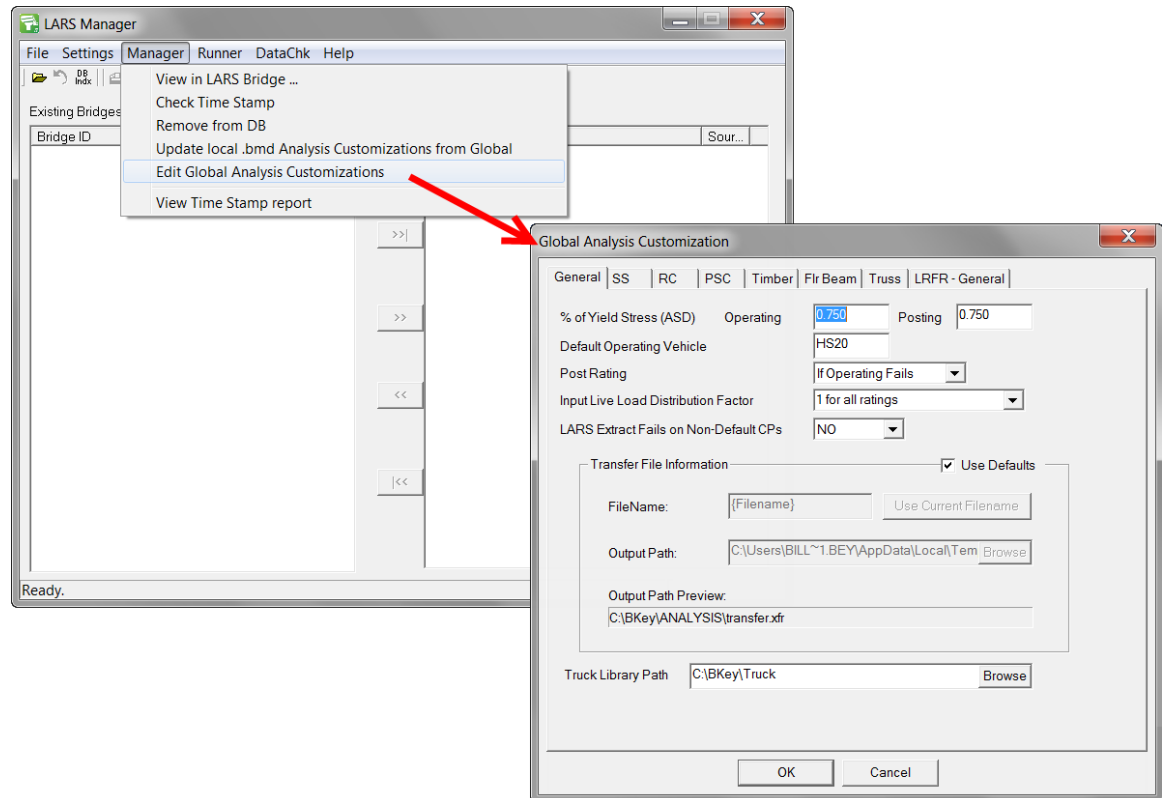 LARS Manager
File Settings Manager Runner DataChk Help
DB
Indx
View in LARS Bridge ...
Check Time Stamp
Remove from DB
Update local .bmd Analysis Customizations from Global
Edit Global Analysis Customizations
View Time Stamp report
Existing Bridges
Bridge ID
Sour...
>>|
>>
<<
|<<
Ready.
Global Analysis Customization
General SS RC PSC Timber Flr Beam Truss LRFR - General
% of Yield Stress (ASD) Operating 0.750 Posting 0.750
Default Operating Vehicle HS20
Post Rating If Operating Fails
Input Live Load Distribution Factor 1 for all ratings
LARS Extract Fails on Non-Default CPs NO
Transfer File Information Use Defaults
FileName: {Filename} Use Current Filename
Output Path: C:\Users\BILL~1.BEY\AppData\Local\Tem Browse
Output Path Preview:
C:\BKey\ANALYSIS\transfer.xfr
Truck Library Path C:\BKey\Truck Browse
OK Cancel